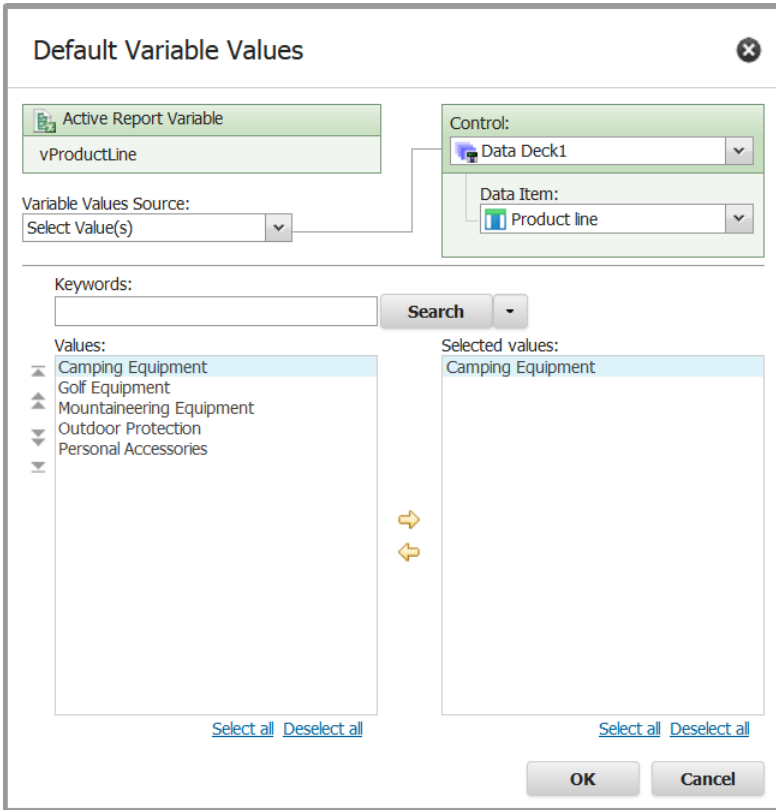 Default Variable Values
Active Report Variable
vProductLine
Control:
Data Deck1
Variable Values Source:
Select Value(s)
Data Item:
Product line
Keywords:
Search
Values:
Camping Equipment
Golf Equipment
Mountaineering Equipment
Outdoor Protection
Personal Accessories
Selected values:
Camping Equipment
Select all Deselect all
Select all Deselect all
OK Cancel